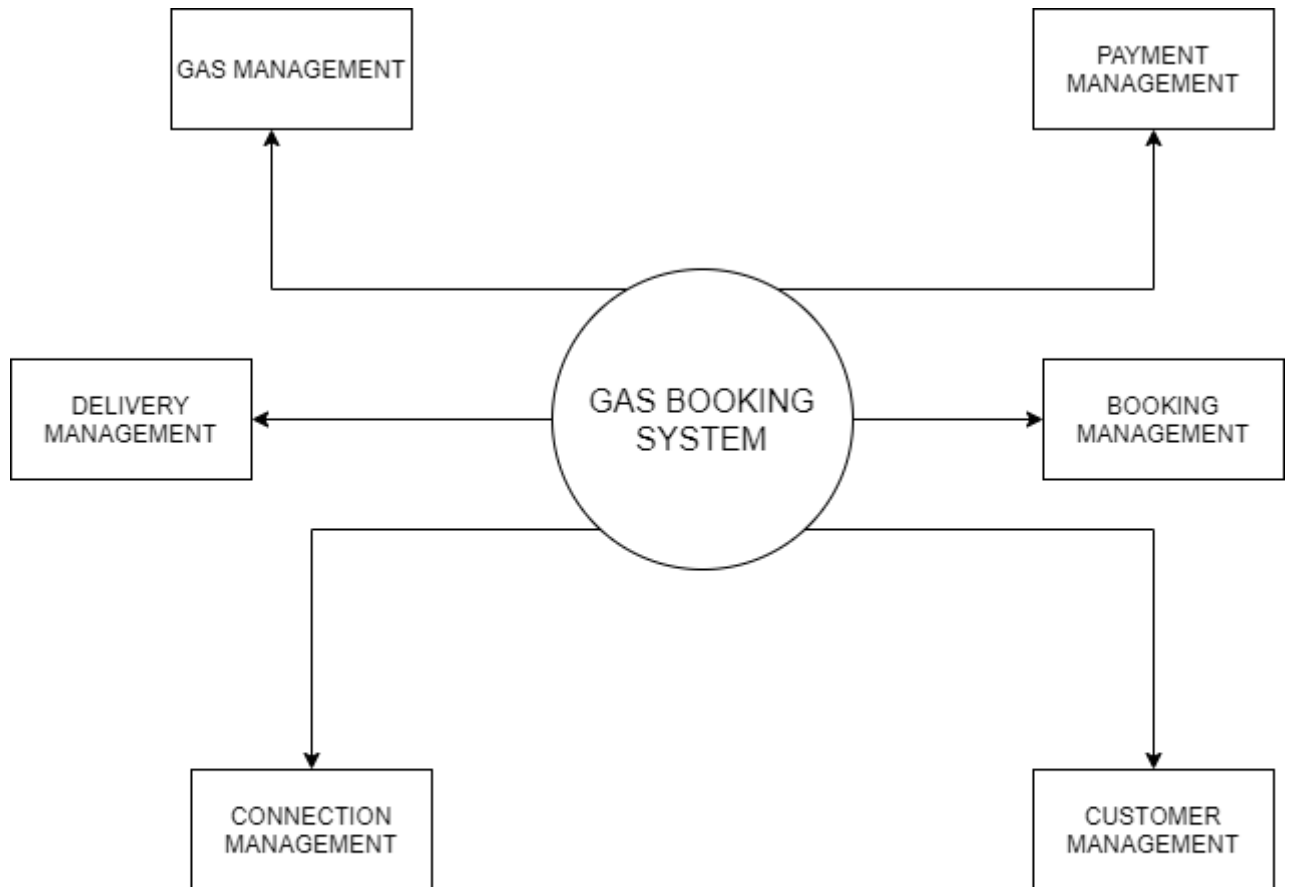 GAS MANAGEMENT
PAYMENT
MANAGEMENT
GAS BOOKING
SYSTEM
DELIVERY
MANAGEMENT
BOOKING
MANAGEMENT
CONNECTION
MANAGEMENT
CUSTOMER
MANAGEMENT